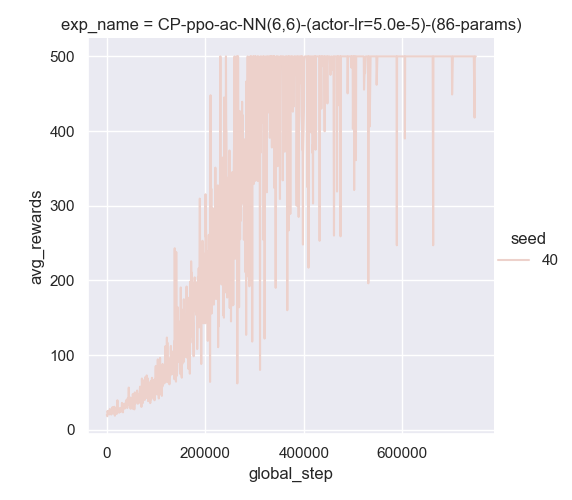 exp_name = CP-ppo-ac-NN(6,6)-(actor-lr=5.0e-5)-(86-params)
500
400
300
200
100
0
avg_rewards
seed
40
0 200000 400000 600000
global_step